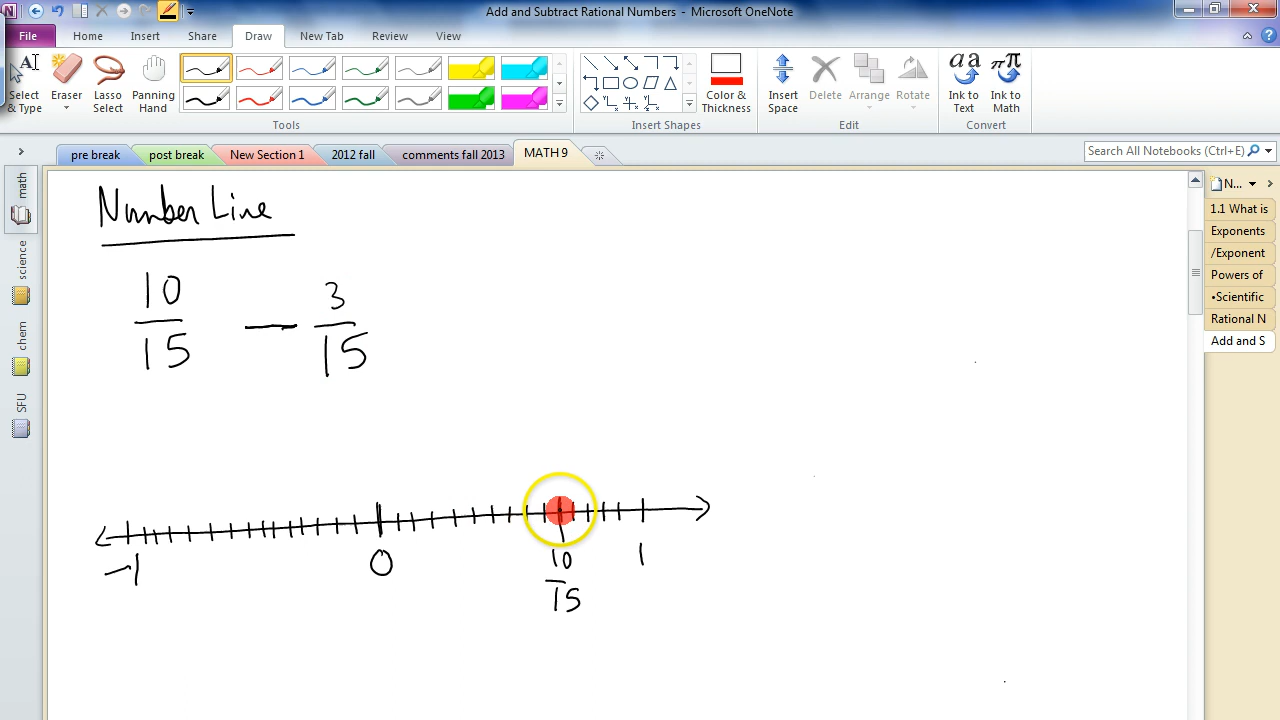 Add and Subtract Rational Numbers - Microsoft OneNote
File Home Insert Share Draw New Tab Review View
Select & Type
Eraser
Lasso Select
Panning Hand
Color & Thickness
Insert Space
Delete
Arrange
Rotate
Ink to Text
Ink to Math
Tools
Insert Shapes
Edit
Convert
pre break
post break
New Section 1
2012 fall
comments fall 2013
MATH 9
Search All Notebooks (Ctrl+E)
math
science
chem
SFU
N...
1.1 What is
Exponents
/Exponent
Powers of
•Scientific
Rational N
Add and S
Number Line
10 3
—
15 15
-1 0 10 1
15